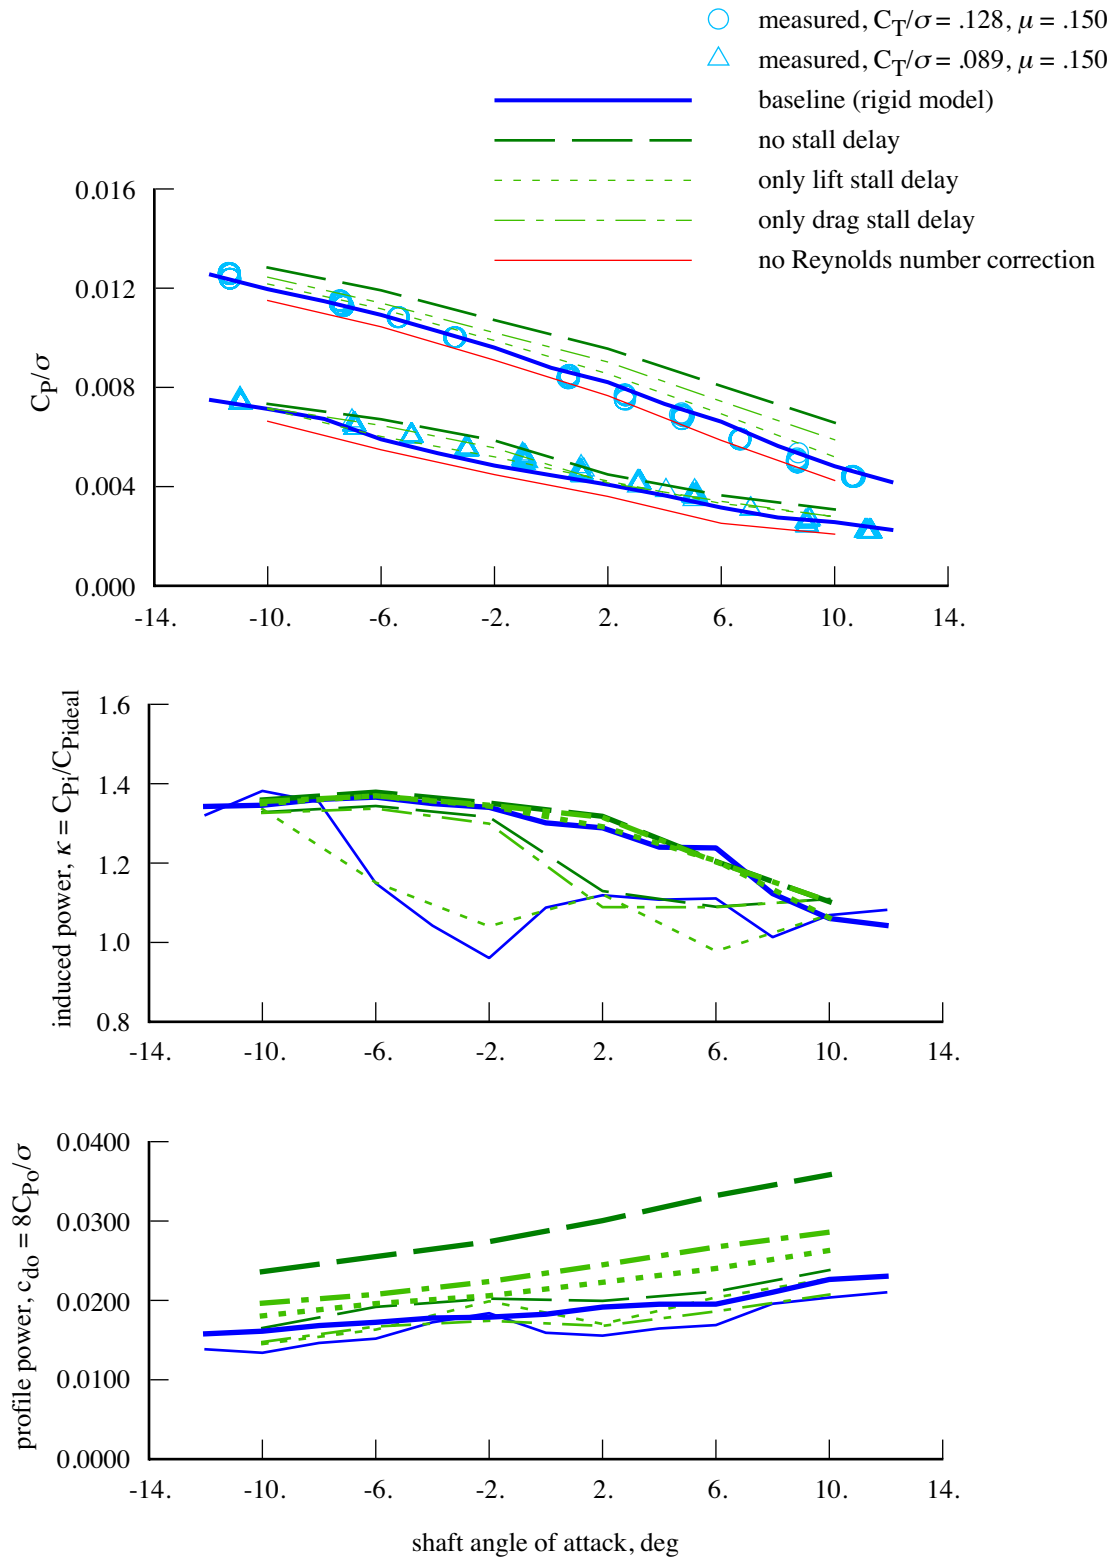 measured, C_T/σ = .128, μ = .150
measured, C_T/σ = .089, μ = .150
baseline (rigid model)
no stall delay
only lift stall delay
only drag stall delay
no Reynolds number correction
C_P/σ
0.016
0.012
0.008
0.004
0.000
-14. -10. -6. -2. 2. 6. 10. 14.
induced power, κ = C_Pi/C_Pideal
1.6
1.4
1.2
1.0
0.8
-14. -10. -6. -2. 2. 6. 10. 14.
profile power, c_do = 8C_Po/σ
0.0400
0.0300
0.0200
0.0100
0.0000
-14. -10. -6. -2. 2. 6. 10. 14.
shaft angle of attack, deg